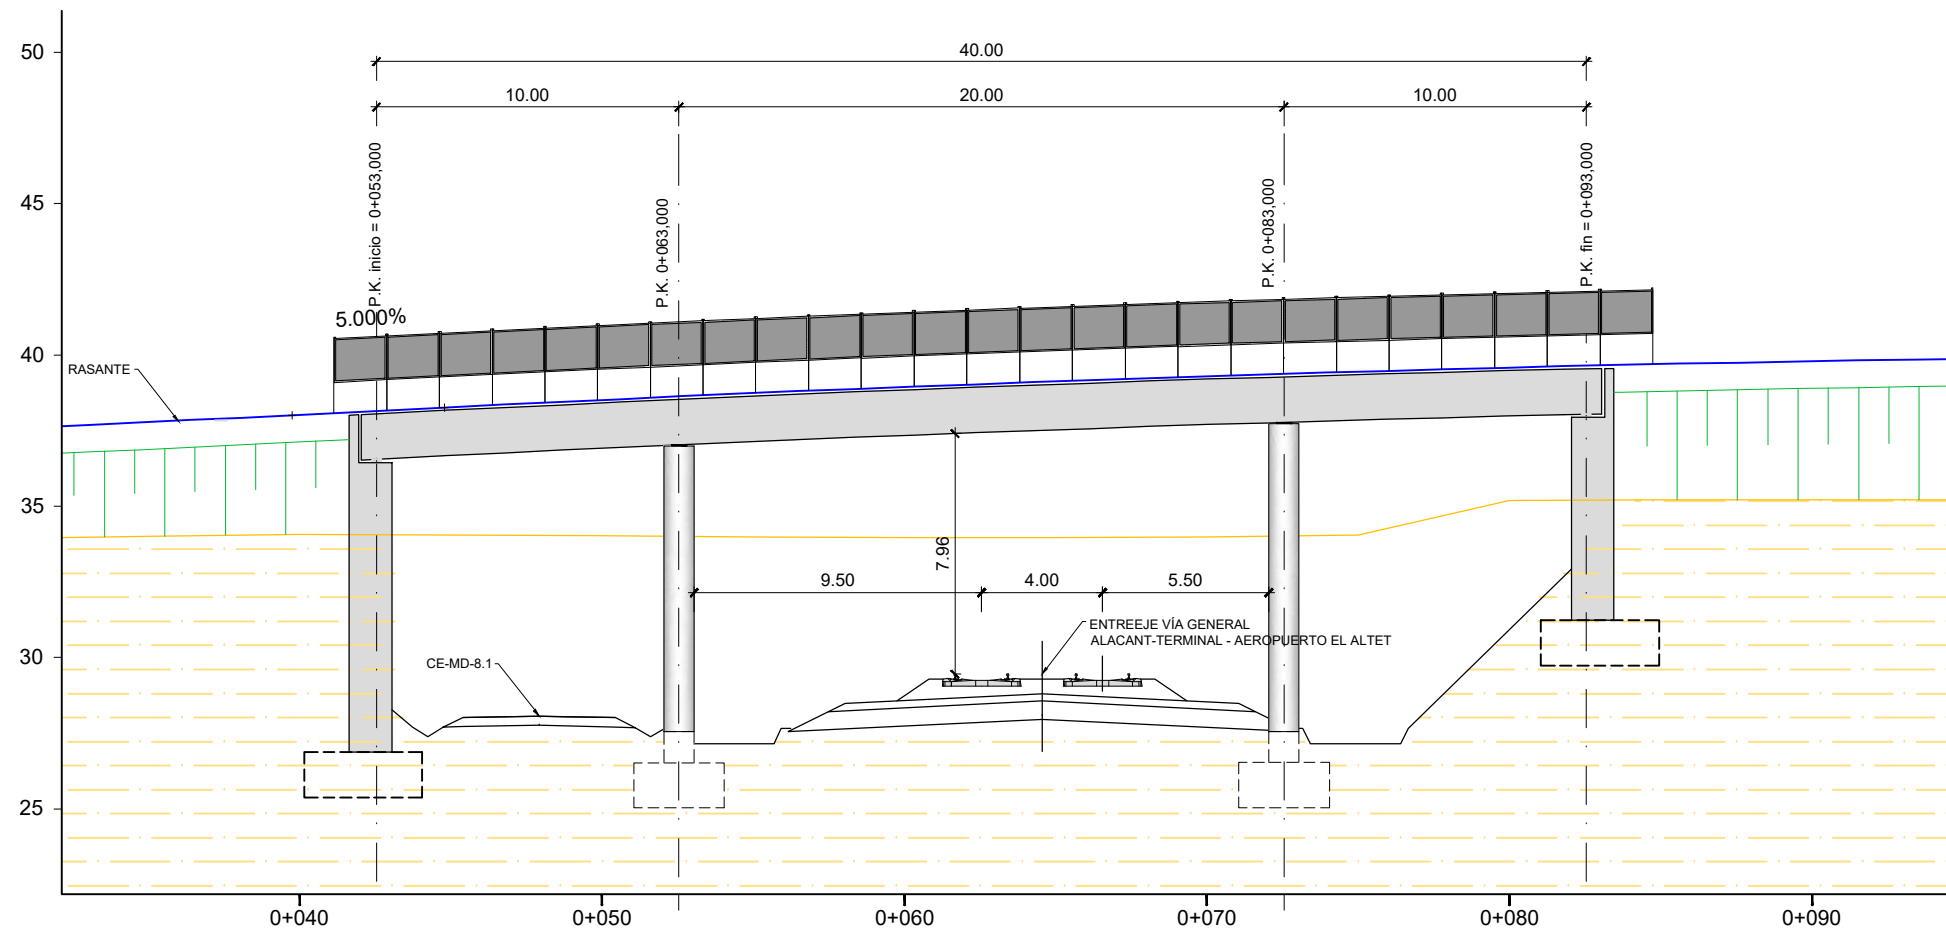 50
40.00
10.00
20.00
10.00
P.K. inicio = 0+053,000
P.K. 0+063,000
P.K. 0+083,000
P.K. fin = 0+093,000
45
5.000%
40
RASANTE
35
7.96
9.50
4.00
5.50
ENTREEJE VÍA GENERAL
ALACANT-TERMINAL - AEROPUERTO EL ALTET
30
CE-MD-8.1
25
0+040
0+050
0+060
0+070
0+080
0+090